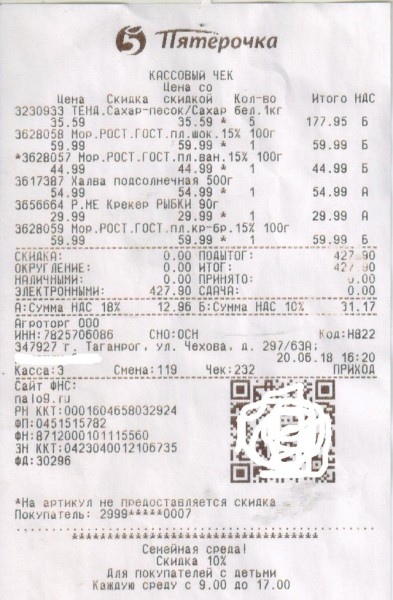 5 Пятёрочка
КАССОВЫЙ ЧЕК
Цена со
Цена Скидка скидкой Кол-во Итого НДС
3230933 ТЕНД.Сахар-песок/Сахар бел.1кг
35.59 35.59 * 5 177.95 Б
3628058 Мор.РОСТ.ГОСТ.пл.шок.15% 100г
59.99 59.99 * 1 59.99 Б
*3628057 Мор.РОСТ.ГОСТ.пл.ван.15% 100г
44.99 44.99 * 1 44.99 Б
3617387 Халва подсолнечная 500г
54.99 54.99 * 1 54.99 А
3656664 Р.НЕ Крекер РЫБКИ 90г
29.99 29.99 * 1 29.99 А
3628059 Мор.РОСТ.ГОСТ.пл.кр-бр.15% 100г
59.99 59.99 * 1 59.99 Б
СКИДКА: 0.00 ПОДЫТОГ: 427.90
ОКРУГЛЕНИЕ: 0.00 ИТОГ: 427.90
НАЛИЧНЫМИ: 0.00 ПРИНЯТО: 0.00
ЭЛЕКТРОННЫМИ: 427.90 СДАЧА: 0.00
А:Сумма НДС 18% 12.96 Б:Сумма НДС 10% 31.17
Агроторг ООО
ИНН:7825706086 СНО:ОСН Код:H822
347927 г. Таганрог, ул. Чехова, д. 297/63А;
20.06.18 16:20
Касса:3 Смена:119 Чек:232 ПРИХОД
Сайт ФНС:
nalog.ru
РН ККТ:0001604658032924
ФП:0451515782
ФН:8712000101115560
ЗН ККТ:0423040012106735
ФД:30296
*На артикул не предоставляется скидка
Покупатель: 2999*****0007
Семейная среда!
Скидка 10%
Для покупателей с детьми
Каждую среду с 9.00 до 17.00